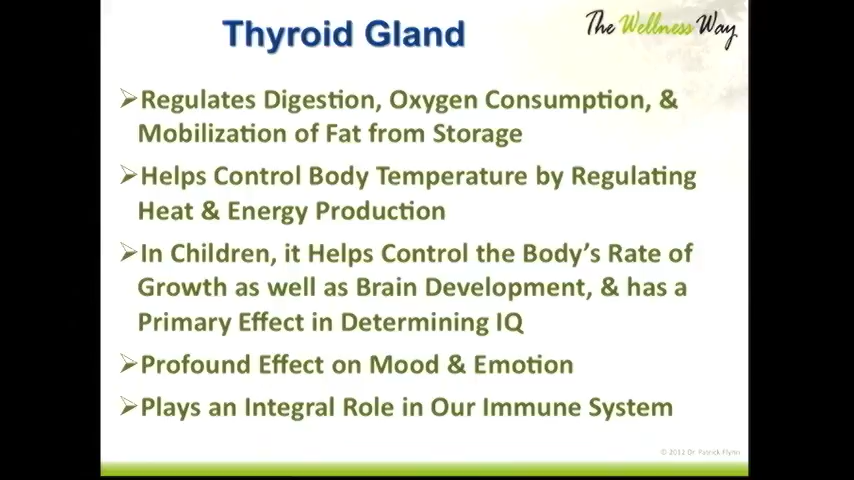 Thyroid Gland
The Wellness Way
➢Regulates Digestion, Oxygen Consumption, &
Mobilization of Fat from Storage
➢Helps Control Body Temperature by Regulating
Heat & Energy Production
➢In Children, it Helps Control the Body's Rate of
Growth as well as Brain Development, & has a
Primary Effect in Determining IQ
➢Profound Effect on Mood & Emotion
➢Plays an Integral Role in Our Immune System
© 2012 Dr. Patrick Flynn